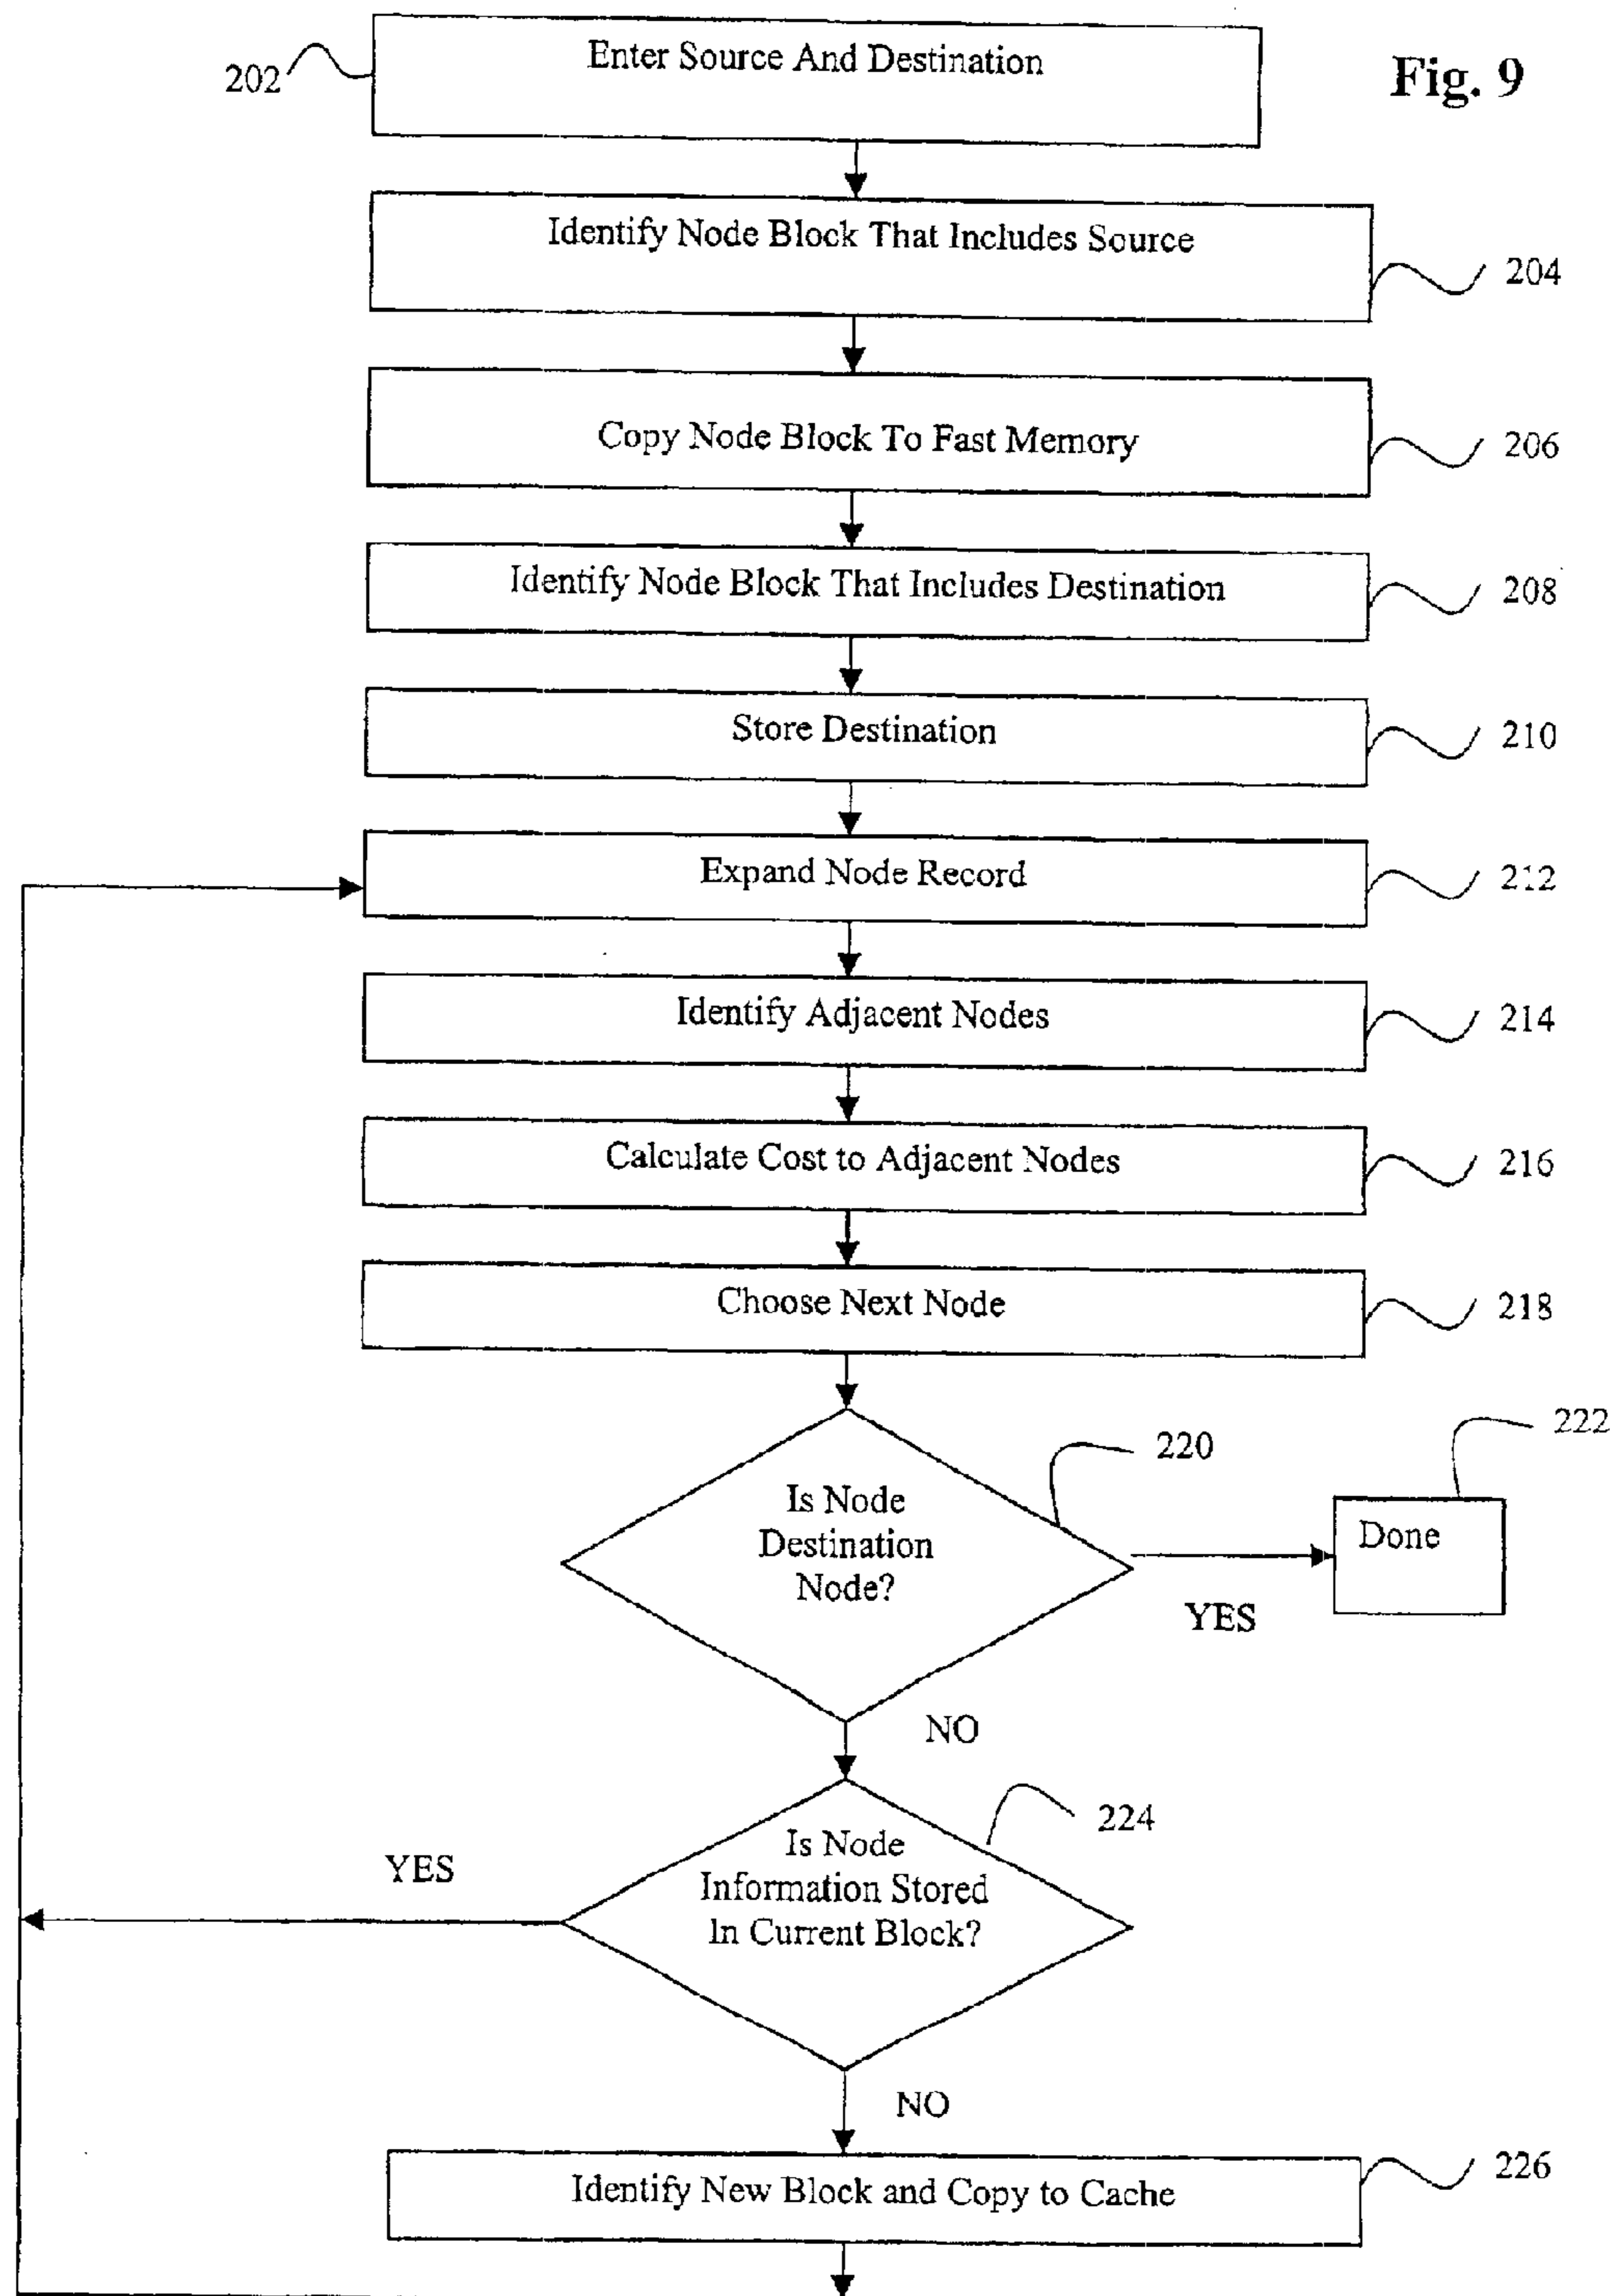 Fig. 9
202
Enter Source And Destination
Identify Node Block That Includes Source
204
Copy Node Block To Fast Memory
206
Identify Node Block That Includes Destination
208
Store Destination
210
Expand Node Record
212
Identify Adjacent Nodes
214
Calculate Cost to Adjacent Nodes
216
Choose Next Node
218
220
222
Is Node
Destination
Node?
Done
YES
NO
224
Is Node
Information Stored
In Current Block?
YES
NO
Identify New Block and Copy to Cache
226